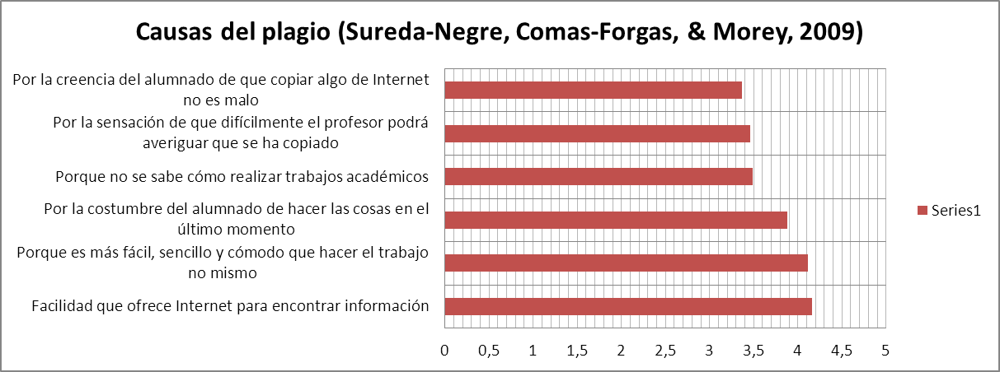 Causas del plagio (Sureda-Negre, Comas-Forgas, & Morey, 2009)
Por la creencia del alumnado de que copiar algo de Internet
no es malo
Por la sensación de que difícilmente el profesor podrá
averiguar que se ha copiado
Porque no se sabe cómo realizar trabajos académicos
Por la costumbre del alumnado de hacer las cosas en el
último momento
Porque es más fácil, sencillo y cómodo que hacer el trabajo
no mismo
Facilidad que ofrece Internet para encontrar información
Series1
0 0,5 1 1,5 2 2,5 3 3,5 4 4,5 5